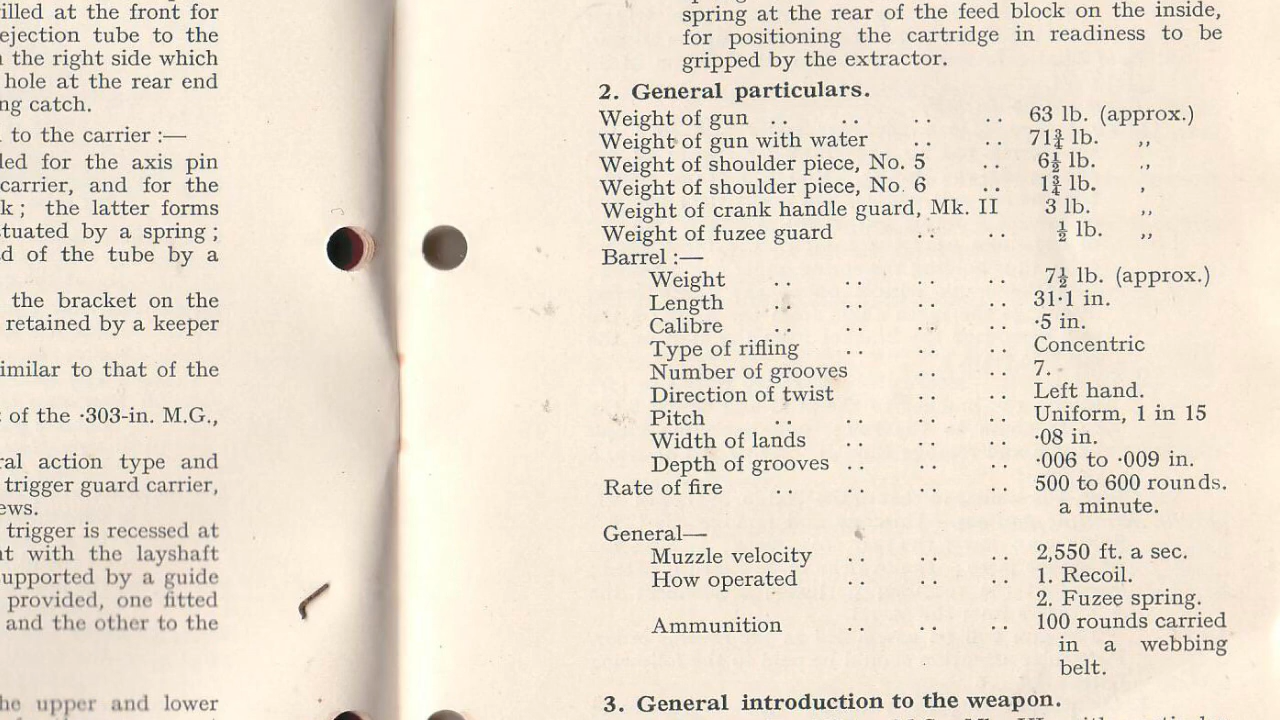 illed at the front for
ejection tube to the
the right side which
hole at the rear end
ng catch.
to the carrier :—
led for the axis pin
carrier, and for the
k ; the latter forms
tuated by a spring ;
d of the tube by a
the bracket on the
retained by a keeper
imilar to that of the
of the ·303-in. M.G.,
ral action type and
trigger guard carrier,
ews.
trigger is recessed at
t with the layshaft
upported by a guide
provided, one fitted
and the other to the
he upper and lower
spring at the rear of the feed block on the inside,
for positioning the cartridge in readiness to be
gripped by the extractor.
2. General particulars.
Weight of gun .. .. .. .. 63 lb. (approx.)
Weight of gun with water .. .. 71¾ lb. ,,
Weight of shoulder piece, No. 5 .. 6½ lb. ,,
Weight of shoulder piece, No. 6 .. 1¾ lb. ,
Weight of crank handle guard, Mk. II 3 lb. ,,
Weight of fuzee guard .. .. ½ lb. ,,
Barrel :—
Weight .. .. .. .. 7½ lb. (approx.)
Length .. .. .. .. 31·1 in.
Calibre .. .. .. .. ·5 in.
Type of rifling .. .. .. Concentric
Number of grooves .. .. 7.
Direction of twist .. .. Left hand.
Pitch .. .. .. .. Uniform, 1 in 15
Width of lands .. .. .. ·08 in.
Depth of grooves .. .. .. ·006 to ·009 in.
Rate of fire .. .. .. .. 500 to 600 rounds.
a minute.
General—
Muzzle velocity .. .. .. 2,550 ft. a sec.
How operated .. .. .. 1. Recoil.
2. Fuzee spring.
Ammunition .. .. .. 100 rounds carried
in a webbing
belt.
3. General introduction to the weapon.